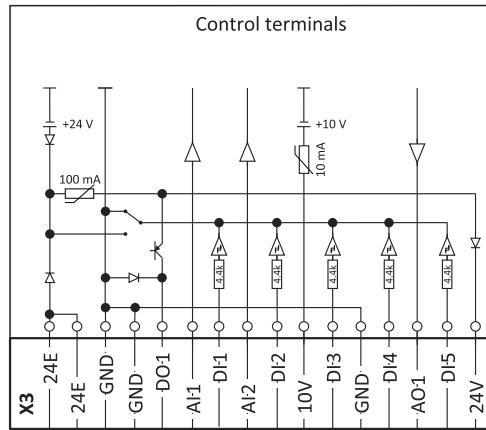 Control terminals
+24 V
+10 V
100 mA
10 mA
4.4k
4.4k
4.4k
4.4k
4.4k
X3
24E
24E
GND
GND
DO1
AI1
DI1
AI2
DI2
10V
DI3
GND
DI4
AO1
DI5
24V